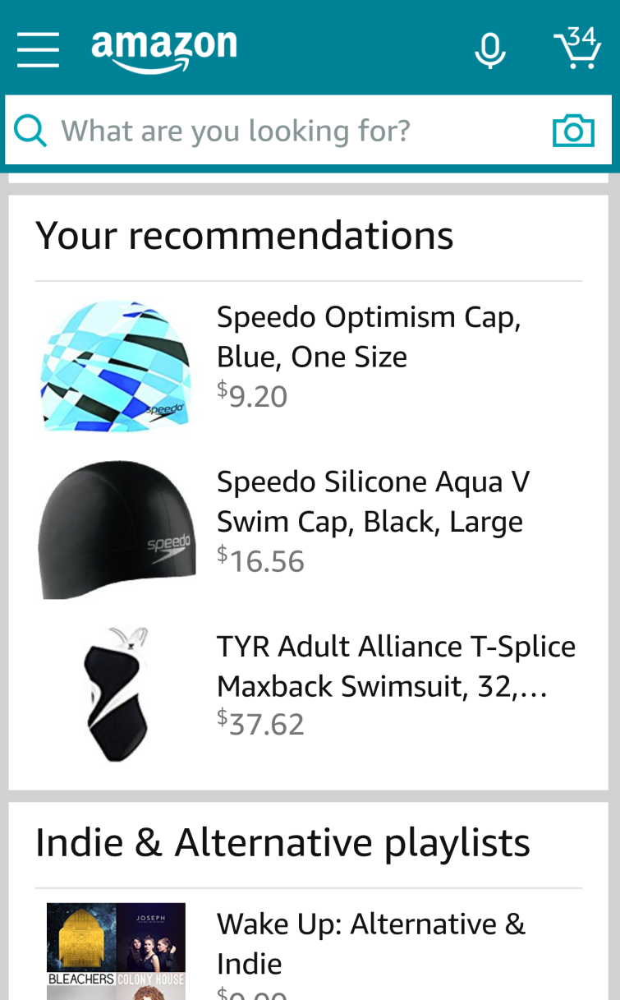 amazon
34
What are you looking for?
Your recommendations
Speedo Optimism Cap,
Blue, One Size
$9.20
speedo
Speedo Silicone Aqua V
Swim Cap, Black, Large
$16.56
speedo
TYR Adult Alliance T-Splice
Maxback Swimsuit, 32,...
$37.62
Indie & Alternative playlists
Wake Up: Alternative &
Indie
JOSEPH
BLEACHERS
COLONY HOUSE